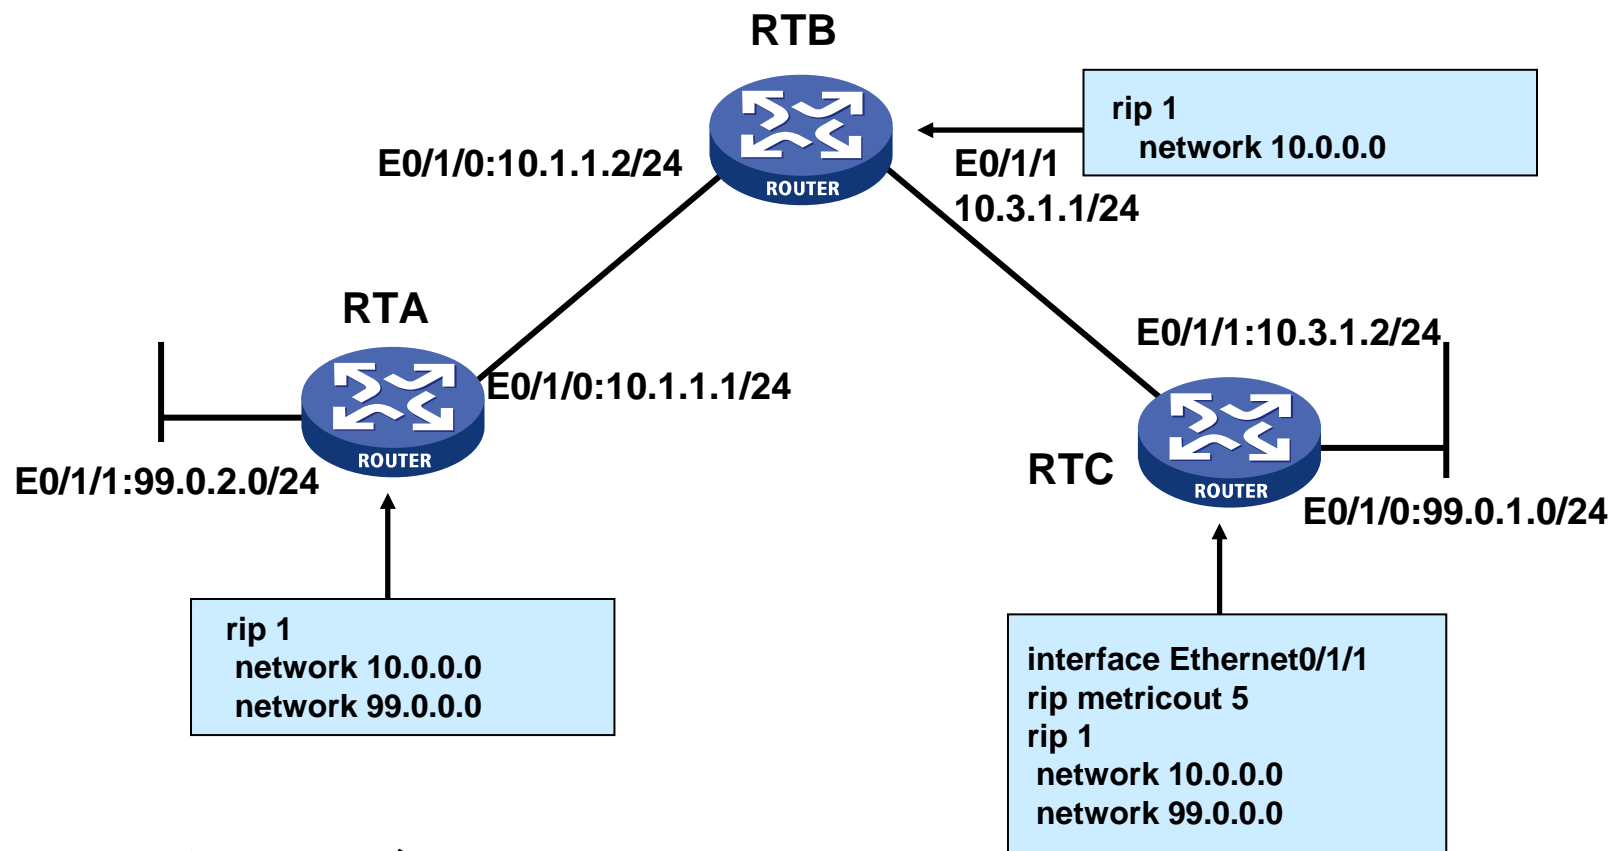 RTB
rip 1
network 10.0.0.0
E0/1/0:10.1.1.2/24
E0/1/1
10.3.1.1/24
ROUTER
RTA
E0/1/1:10.3.1.2/24
E0/1/0:10.1.1.1/24
ROUTER
RTC
ROUTER
E0/1/1:99.0.2.0/24
E0/1/0:99.0.1.0/24
rip 1
network 10.0.0.0
network 99.0.0.0
interface Ethernet0/1/1
rip metricout 5
rip 1
network 10.0.0.0
network 99.0.0.0